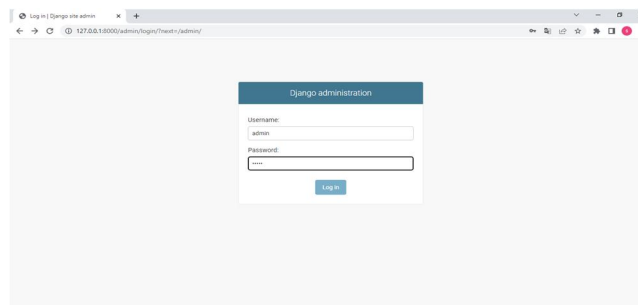 Log in | Django site admin
127.0.0.1:8000/admin/login/?next=/admin/
Django administration
Username:
admin
Password:
•••••
Log in